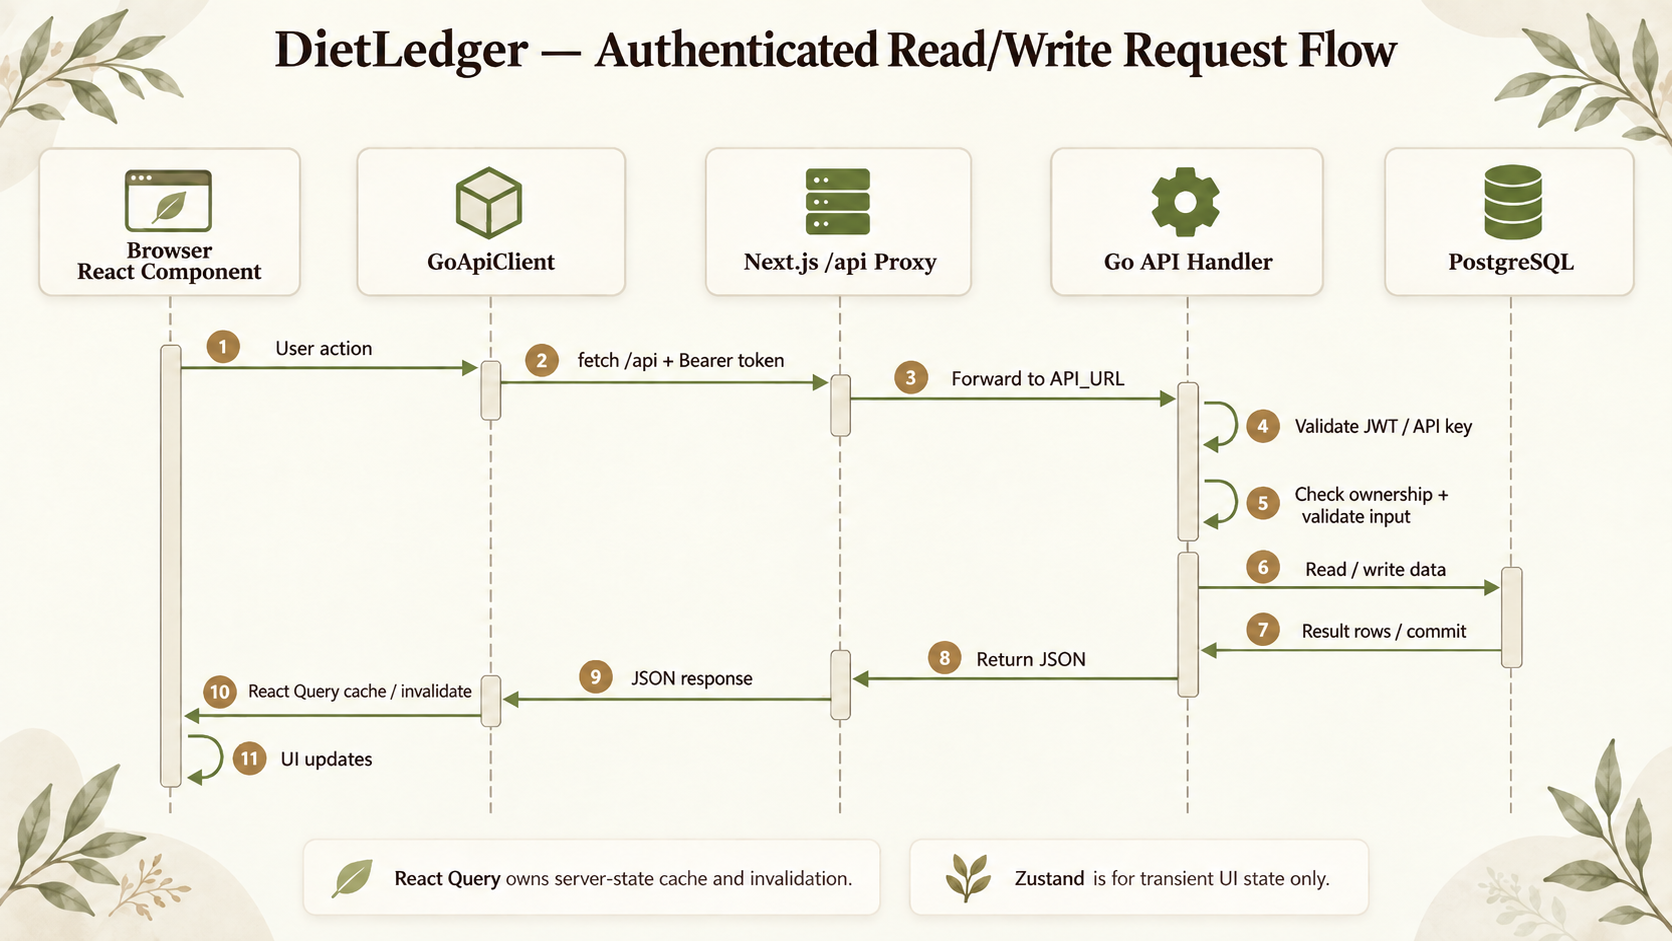 DietLedger — Authenticated Read/Write Request Flow
Browser
React Component
GoApiClient
Next.js /api Proxy
Go API Handler
PostgreSQL
1 User action
2 fetch /api + Bearer token
3 Forward to API_URL
4 Validate JWT / API key
5 Check ownership +
validate input
6 Read / write data
7 Result rows / commit
8 Return JSON
9 JSON response
10 React Query cache / invalidate
11 UI updates
React Query owns server-state cache and invalidation.
Zustand is for transient UI state only.